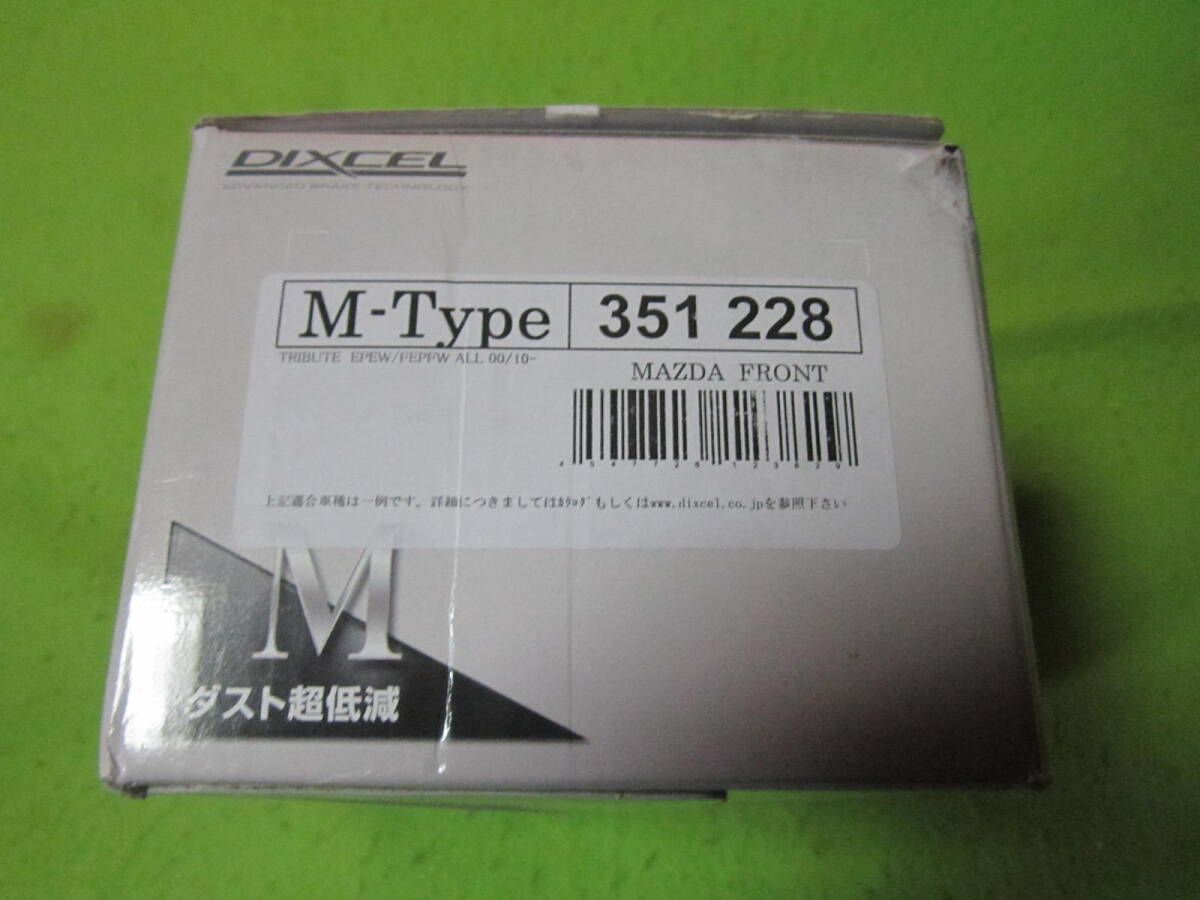 DIXCEL
ADVANCED BRAKE TECHNOLOGY
M-Type 351 228
TRIBUTE EPEW/FEPFW ALL 00/10-
MAZDA FRONT
4547726123629
上記適合車種は一例です。詳細につきましてはｶﾀﾛｸﾞもしくはwww.dixcel.co.jpを参照下さい
M
ダスト超低減